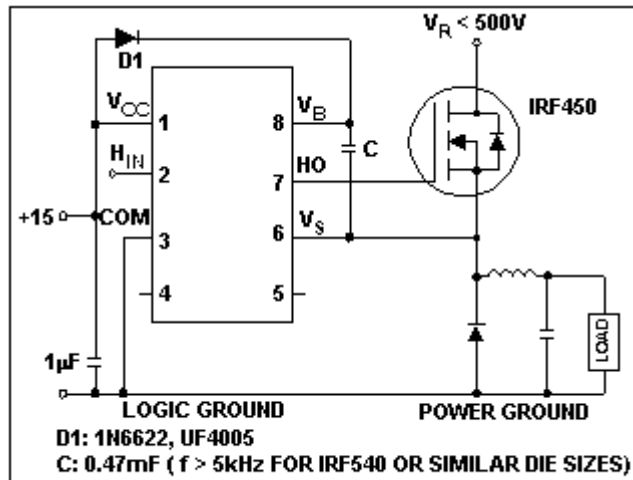 V_R < 500V
D1
V_CC
1
8
V_B
IRF450
C
H_IN
2
HO
7
+15
COM
3
6
V_S
4
5
1µF
LOAD
LOGIC GROUND
POWER GROUND
D1: 1N6622, UF4005
C: 0.47mF ( f > 5kHz FOR IRF540 OR SIMILAR DIE SIZES)